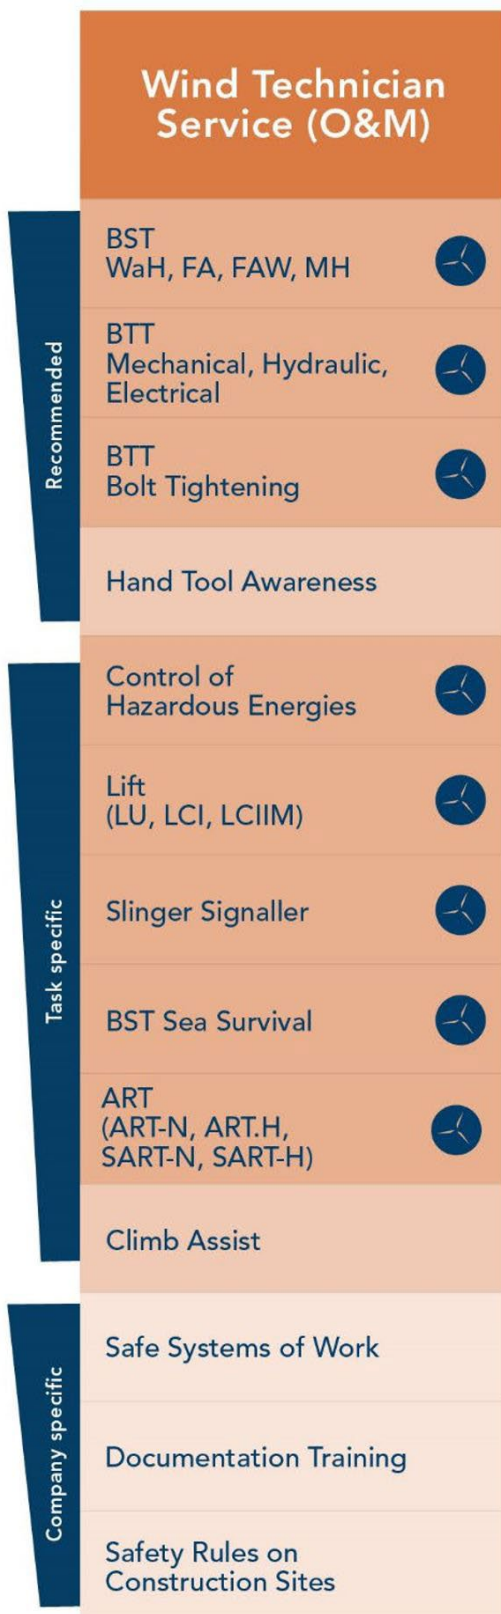 Wind Technician
Service (O&M)
Recommended
BST
WaH, FA, FAW, MH
BTT
Mechanical, Hydraulic,
Electrical
BTT
Bolt Tightening
Hand Tool Awareness
Task specific
Control of
Hazardous Energies
Lift
(LU, LCI, LCIIM)
Slinger Signaller
BST Sea Survival
ART
(ART-N, ART.H,
SART-N, SART-H)
Climb Assist
Company specific
Safe Systems of Work
Documentation Training
Safety Rules on
Construction Sites